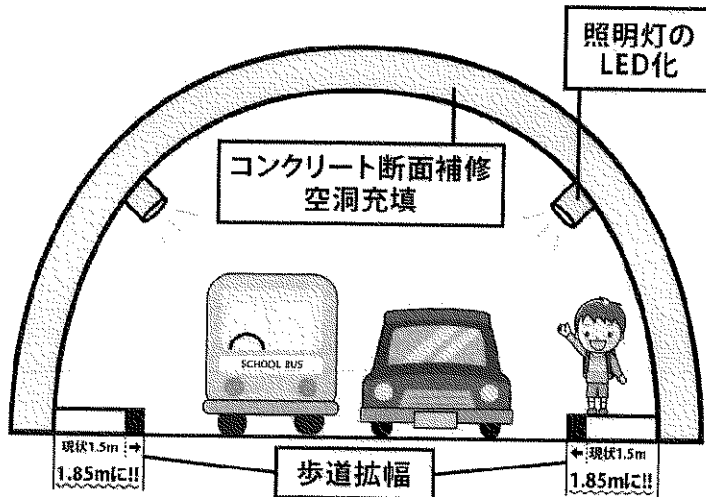 照明灯の
LED化
コンクリート断面補修
空洞充填
SCHOOL BUS
現状1.5m →
1.85mに!!
歩道拡幅
← 現状1.5m
1.85mに!!